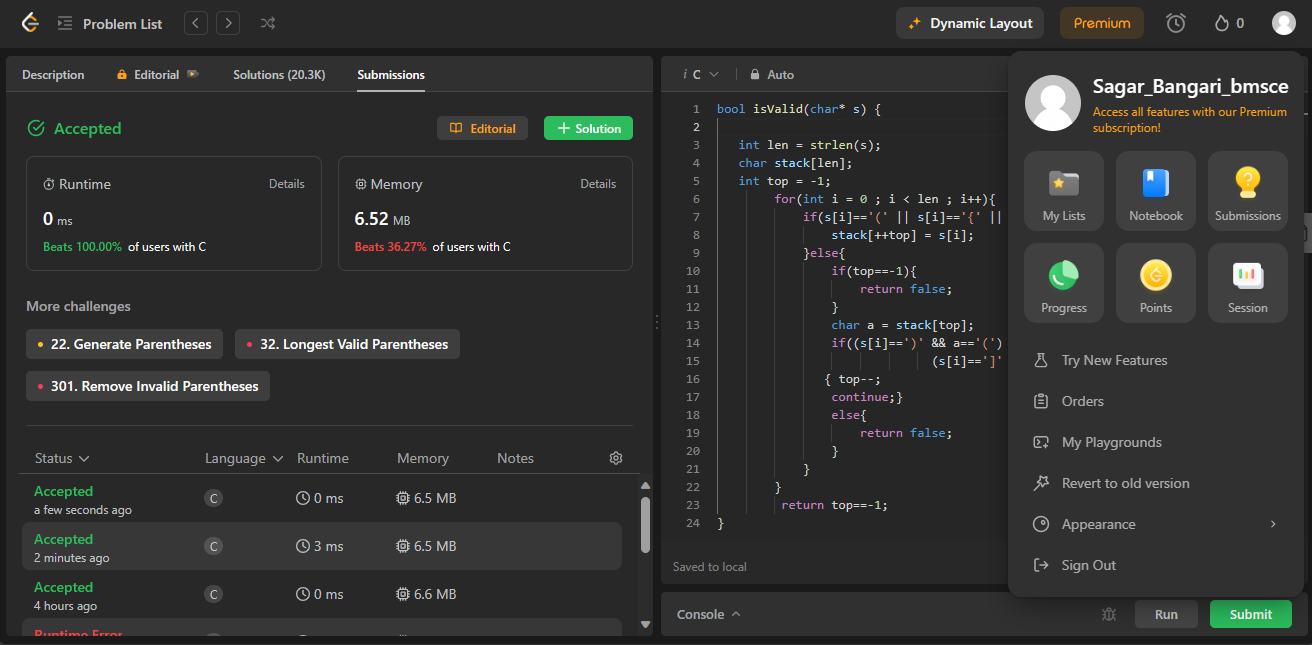 Problem List
Dynamic Layout
Premium
0
Description
Editorial
Solutions (20.3K)
Submissions
Accepted
Editorial
Solution
Runtime
Details
0 ms
Beats 100.00% of users with C
Memory
Details
6.52 MB
Beats 36.27% of users with C
More challenges
22. Generate Parentheses
32. Longest Valid Parentheses
301. Remove Invalid Parentheses
Status
Language
Runtime
Memory
Notes
Accepted
a few seconds ago
C
0 ms
6.5 MB
Accepted
2 minutes ago
C
3 ms
6.5 MB
Accepted
4 hours ago
C
0 ms
6.6 MB
Runtime Error
i C
Auto
1 bool isValid(char* s) {
2
3 int len = strlen(s);
4 char stack[len];
5 int top = -1;
6 for(int i = 0 ; i < len ; i++){
7 if(s[i]=='(' || s[i]=='{' ||
8 stack[++top] = s[i];
9 }else{
10 if(top==-1){
11 return false;
12 }
13 char a = stack[top];
14 if((s[i]==')' && a=='(')
15 (s[i]==']'
16 { top--;
17 continue;}
18 else{
19 return false;
20 }
21 }
22 }
23 return top==-1;
24 }
Saved to local
Console
Run
Submit
Sagar_Bangari_bmsce
Access all features with our Premium
subscription!
My Lists
Notebook
Submissions
Progress
Points
Session
Try New Features
Orders
My Playgrounds
Revert to old version
Appearance
Sign Out